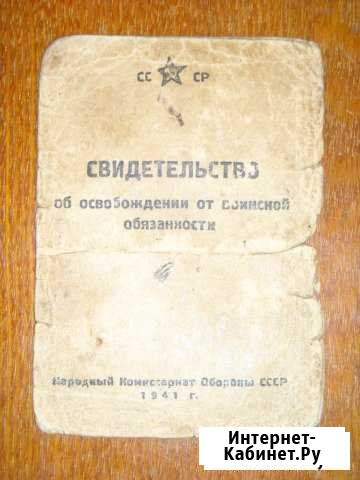 СС СР
СВИДЕТЕЛЬСТВО
об освобождении от воинской
обязанности
Народный Комиссариат Обороны СССР
1941 г.
Интернет-
Кабинет.Ру